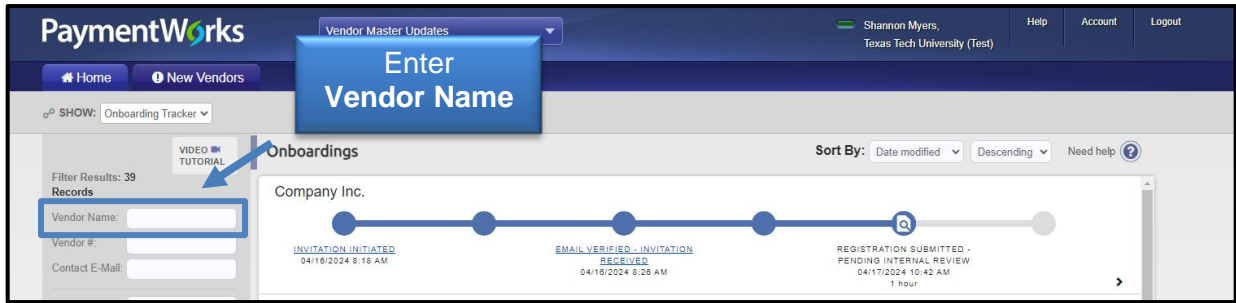 PaymentWorks
Vendor Master Updates
Shannon Myers,
Texas Tech University (Test)
Help
Account
Logout
Home
New Vendors
Enter
Vendor Name
SHOW: Onboarding Tracker
VIDEO
TUTORIAL
Onboardings
Sort By: Date modified Descending Need help ?
Filter Results: 39
Records
Company Inc.
Vendor Name:
Vendor #:
Contact E-Mail:
INVITATION INITIATED
04/16/2024 8:18 AM
EMAIL VERIFIED - INVITATION
RECEIVED
04/16/2024 8:26 AM
REGISTRATION SUBMITTED -
PENDING INTERNAL REVIEW
04/17/2024 10:42 AM
1 hour